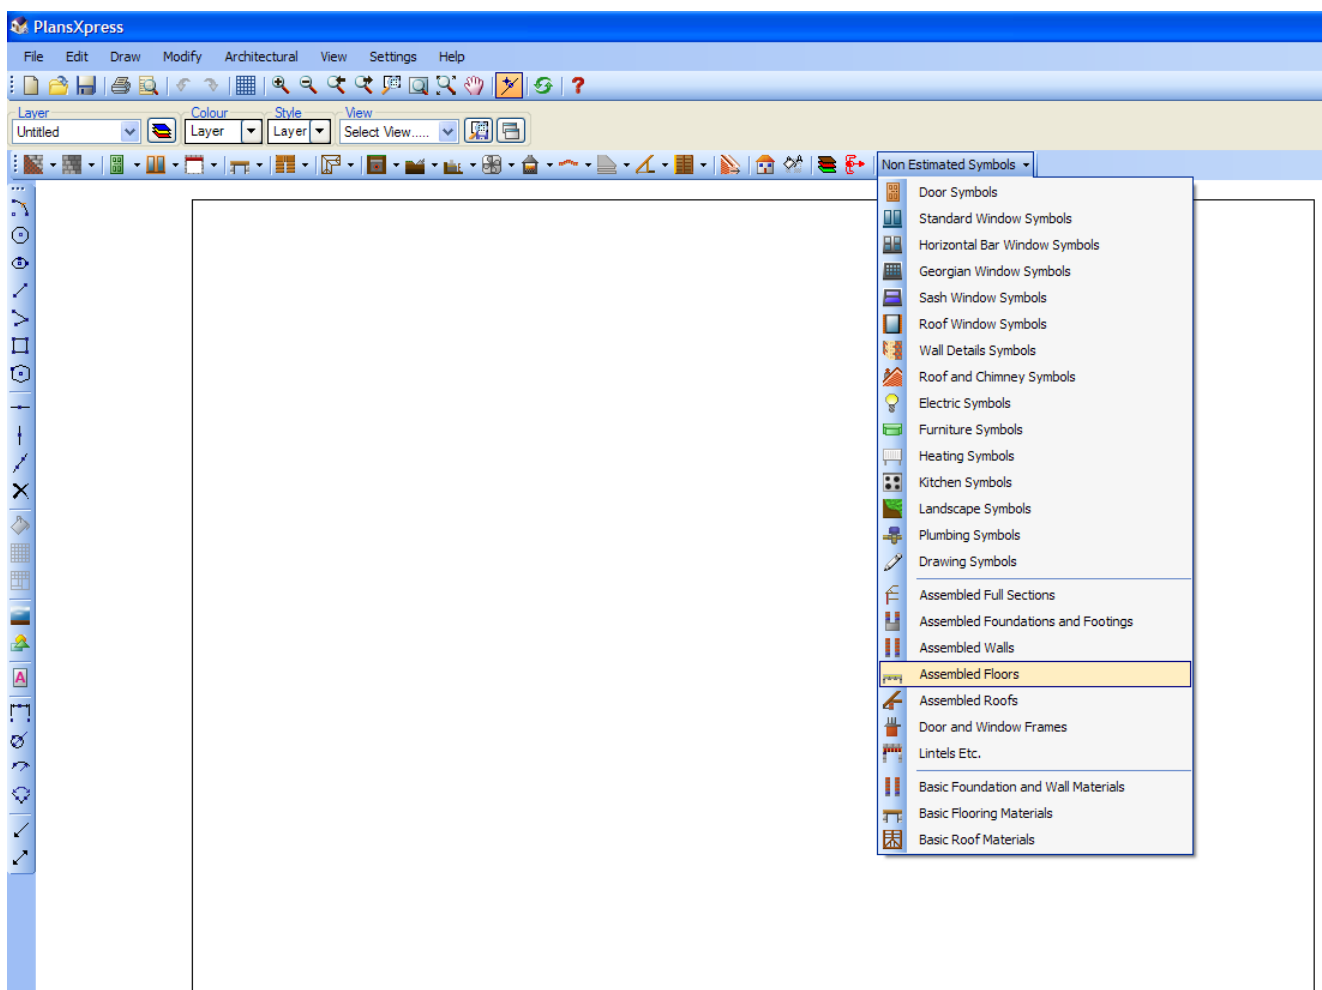 PlansXpress
File Edit Draw Modify Architectural View Settings Help
Layer Colour Style View
Untitled Layer Layer Select View.....
Non Estimated Symbols
Door Symbols
Standard Window Symbols
Horizontal Bar Window Symbols
Georgian Window Symbols
Sash Window Symbols
Roof Window Symbols
Wall Details Symbols
Roof and Chimney Symbols
Electric Symbols
Furniture Symbols
Heating Symbols
Kitchen Symbols
Landscape Symbols
Plumbing Symbols
Drawing Symbols
Assembled Full Sections
Assembled Foundations and Footings
Assembled Walls
Assembled Floors
Assembled Roofs
Door and Window Frames
Lintels Etc.
Basic Foundation and Wall Materials
Basic Flooring Materials
Basic Roof Materials